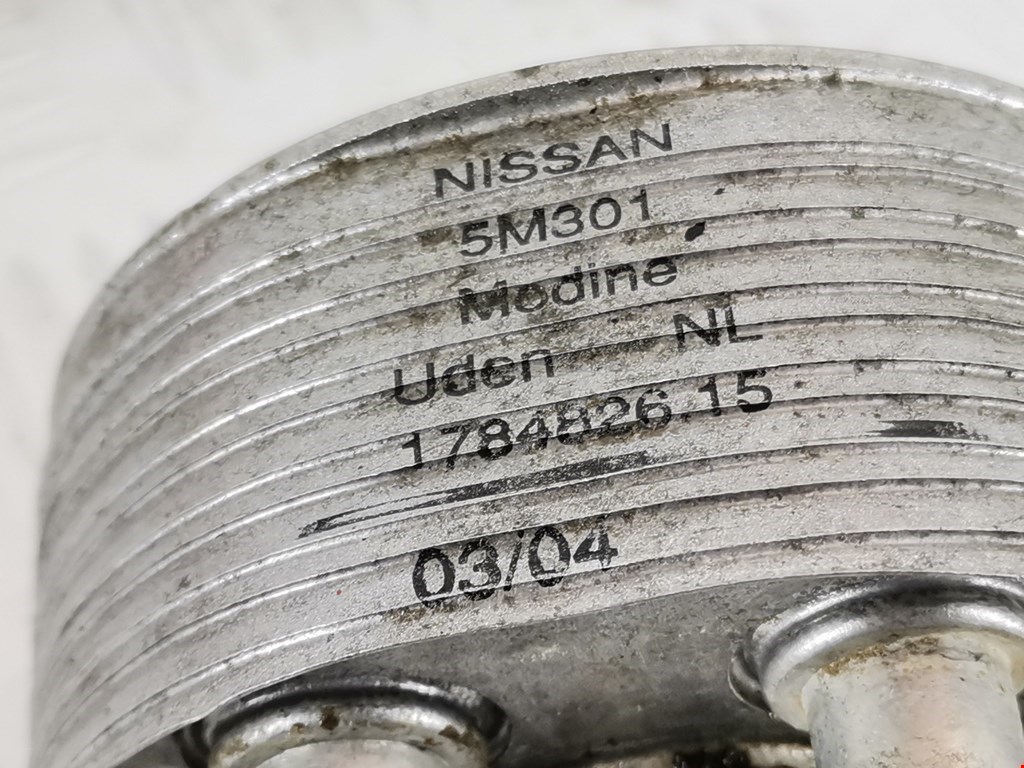 NISSAN
5M301
Modine
Uden NL
1784826.15
03/04